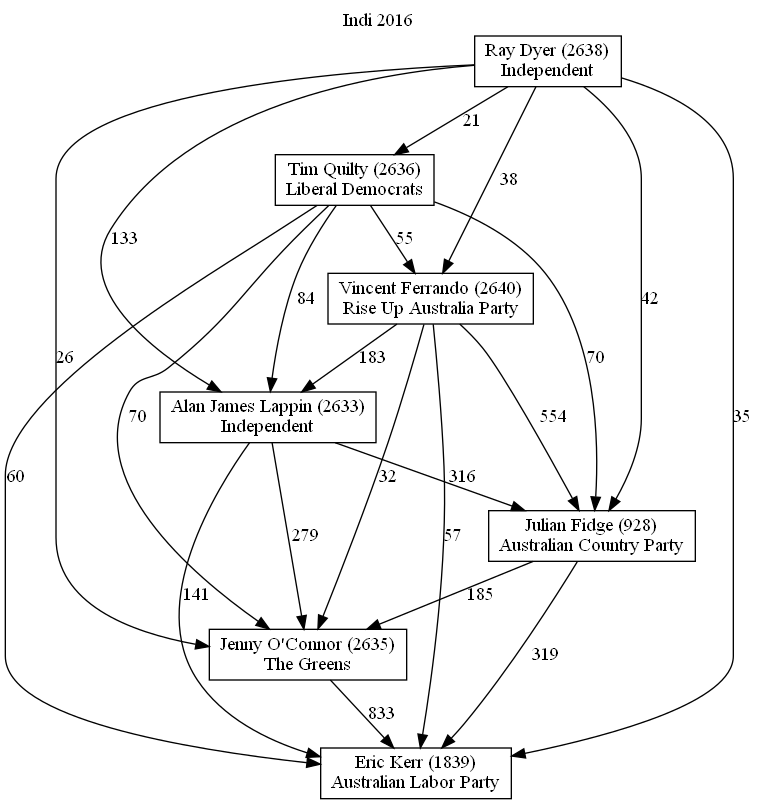 Indi 2016
Ray Dyer (2638)
Independent
21
Tim Quilty (2636)
Liberal Democrats
38
133
55
84
42
Vincent Ferrando (2640)
Rise Up Australia Party
26
183
70
Alan James Lappin (2633)
Independent
70
554
35
60
32
316
Julian Fidge (928)
Australian Country Party
279
57
141
185
Jenny O'Connor (2635)
The Greens
319
833
Eric Kerr (1839)
Australian Labor Party